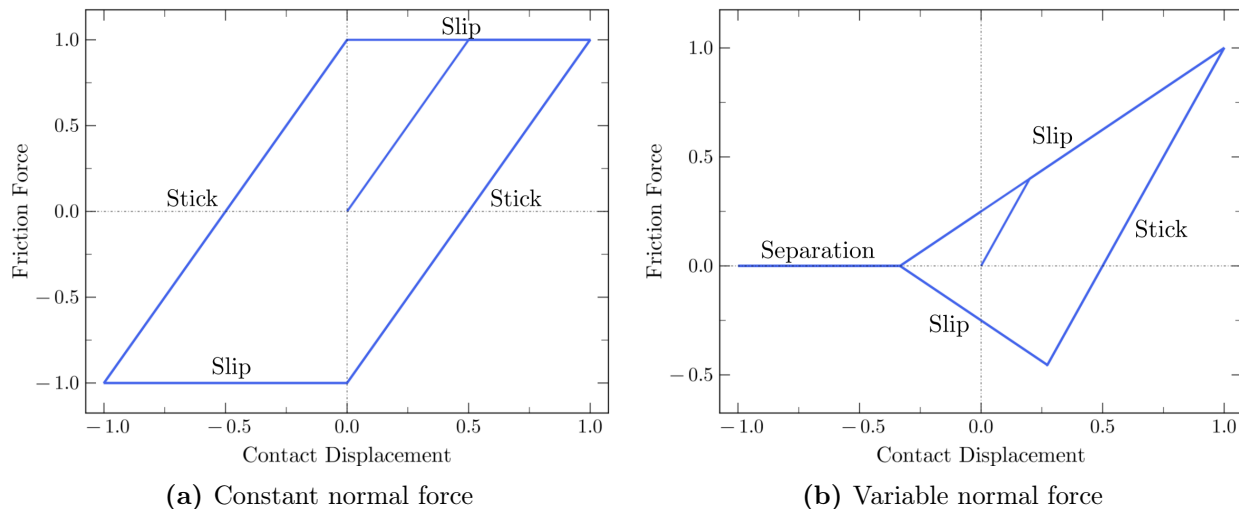 Slip
1.0
0.5
0.0
−0.5
−1.0
Stick
Stick
Slip
Friction Force
−1.0
−0.5
0.0
0.5
1.0
Contact Displacement
(a) Constant normal force
1.0
0.5
0.0
−0.5
Slip
Stick
Separation
Slip
Friction Force
−1.0
−0.5
0.0
0.5
1.0
Contact Displacement
(b) Variable normal force